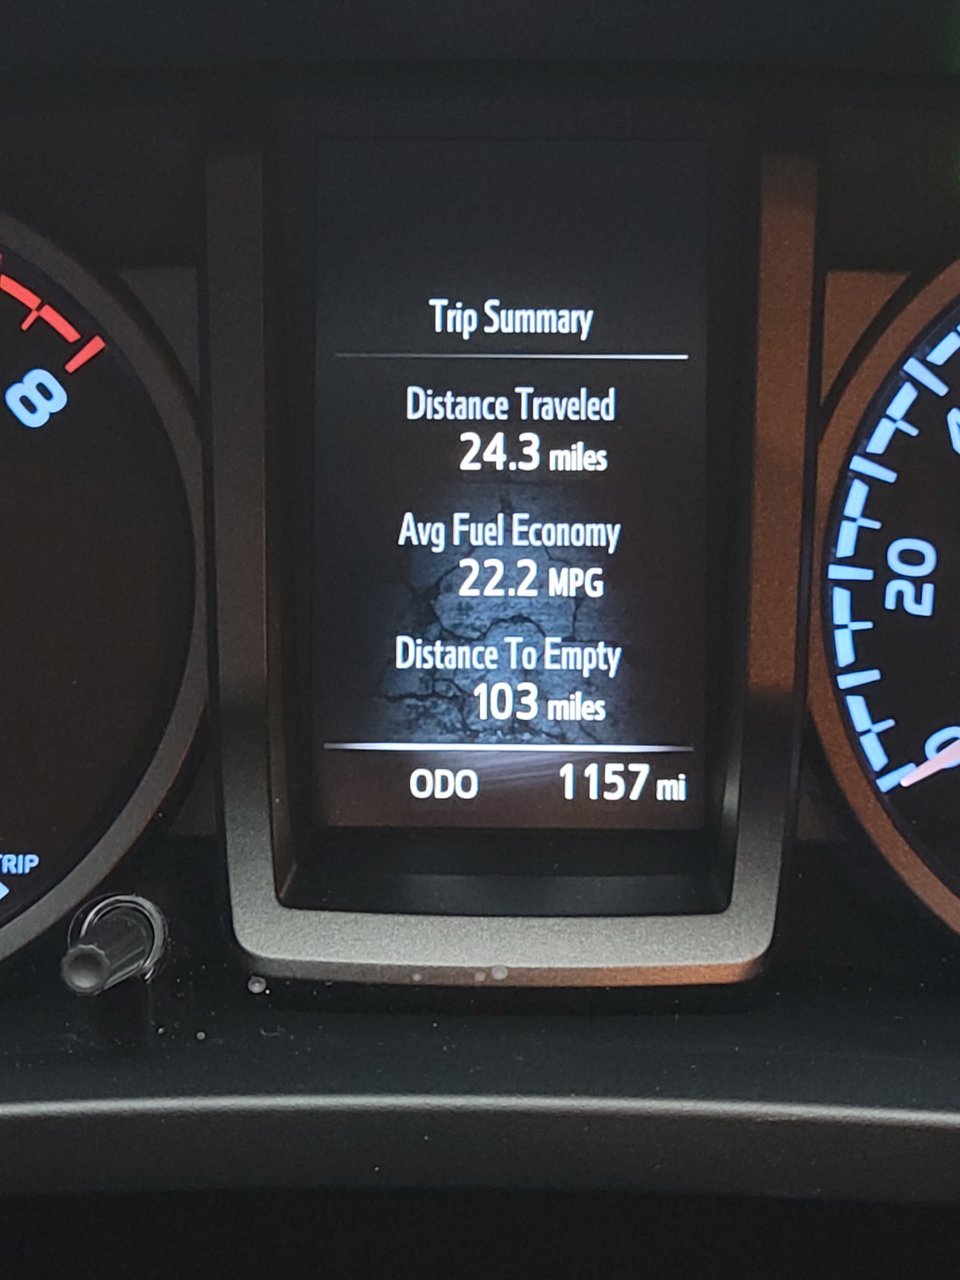 Trip Summary
Distance Traveled
24.3 miles
Avg Fuel Economy
22.2 MPG
Distance To Empty
103 miles
ODO 1157 mi
8
20
0